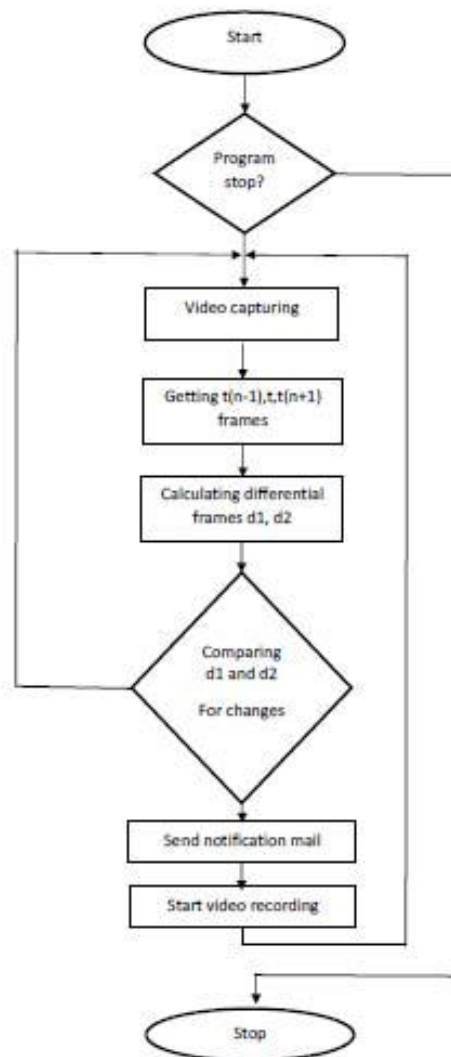 Start
Program
stop?
Video capturing
Getting t(n-1),t,t(n+1)
frames
Calculating differential
frames d1, d2
Comparing
d1 and d2
For changes
Send notification mail
Start video recording
Stop